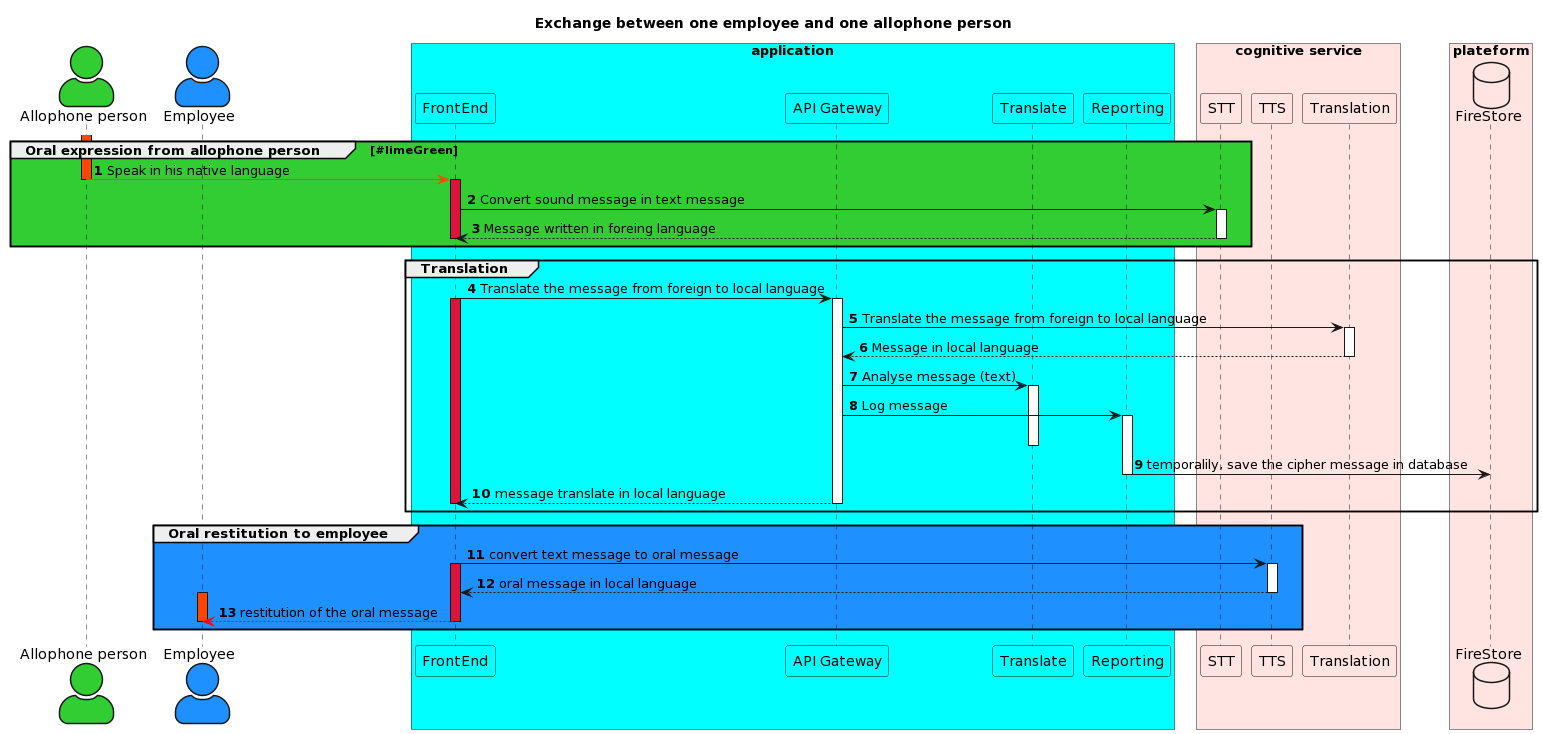 Exchange between one employee and one allophone person
application
cognitive service
plateform
Allophone person
Employee
FrontEnd
API Gateway
Translate
Reporting
STT
TTS
Translation
FireStore
Oral expression from allophone person
[#limeGreen]
1 Speak in his native language
2 Convert sound message in text message
3 Message written in foreing language
Translation
4 Translate the message from foreign to local language
5 Translate the message from foreign to local language
6 Message in local language
7 Analyse message (text)
8 Log message
9 temporalily, save the cipher message in database
10 message translate in local language
Oral restitution to employee
11 convert text message to oral message
12 oral message in local language
13 restitution of the oral message
Allophone person
Employee
FrontEnd
API Gateway
Translate
Reporting
STT
TTS
Translation
FireStore